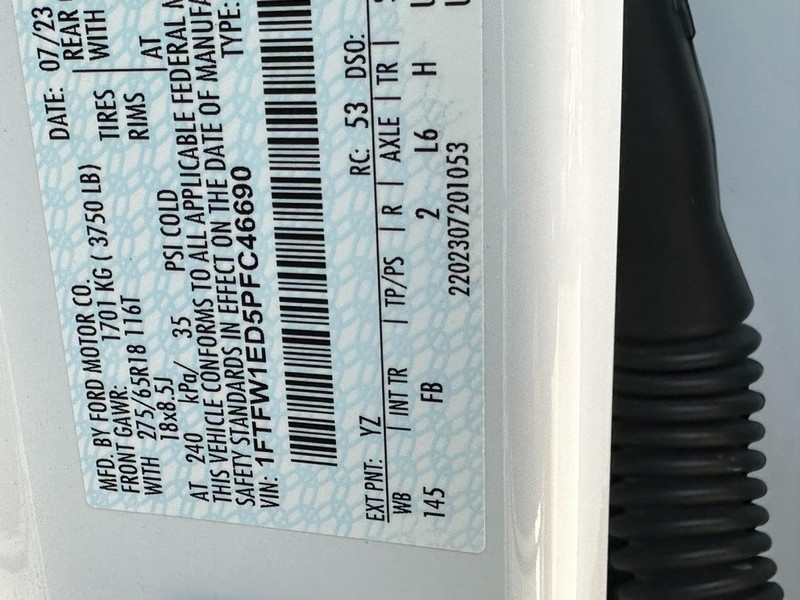 MFD. BY FORD MOTOR CO.
DATE: 07/23
FRONT GAWR: 1701 KG ( 3750 LB)
REAR
WITH 275/65R18 116T TIRES WITH
18x8.5J RIMS
AT 240 kPa/ 35 PSI COLD AT
THIS VEHICLE CONFORMS TO ALL APPLICABLE FEDERAL
SAFETY STANDARDS IN EFFECT ON THE DATE OF
VIN: 1FTFW1ED5PFC46690 TYPE:
EXT PNT: YZ RC: 53 DSO:
WB | INT TR | TP/PS | R | AXLE | TR |
145 FB 2 L6 H
2202307201053